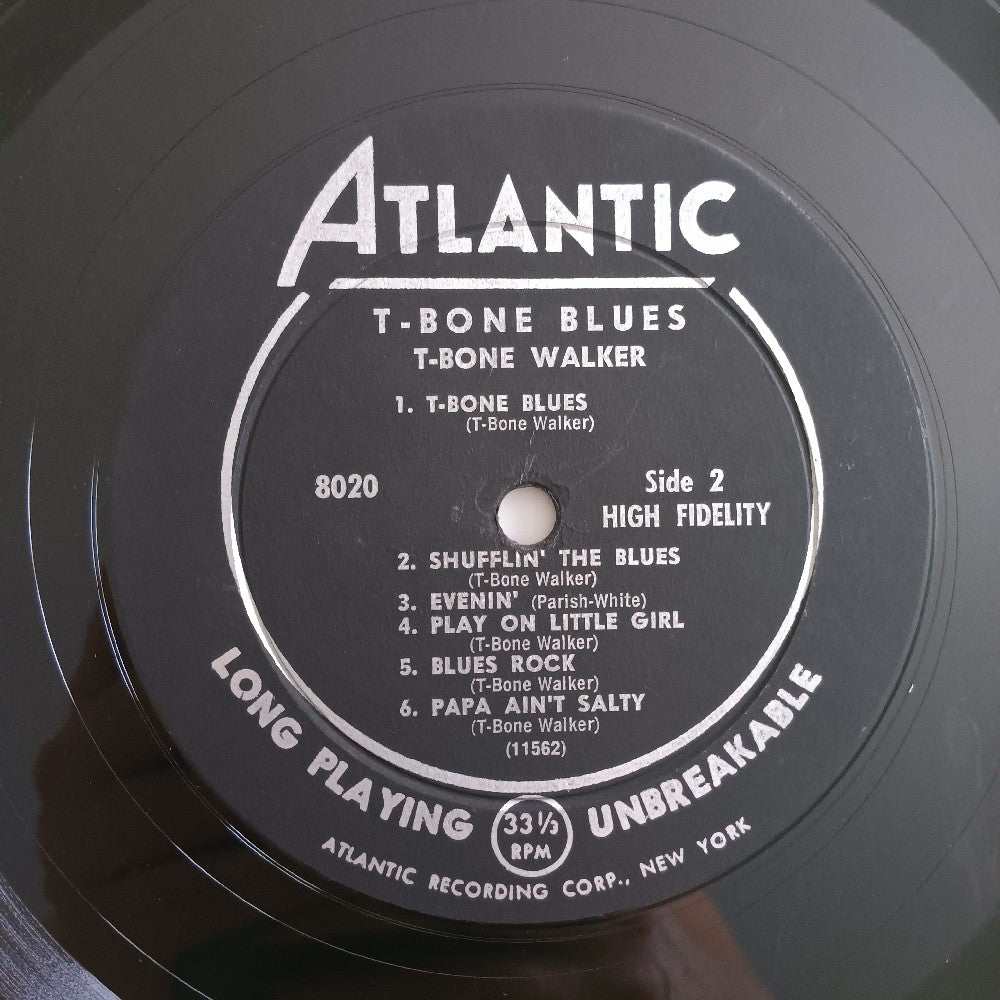 ATLANTIC
T-BONE BLUES
T-BONE WALKER
1. T-BONE BLUES
(T-Bone Walker)
8020
Side 2
HIGH FIDELITY
2. SHUFFLIN' THE BLUES
(T-Bone Walker)
3. EVENIN' (Parish-White)
4. PLAY ON LITTLE GIRL
(T-Bone Walker)
5. BLUES ROCK
(T-Bone Walker)
6. PAPA AIN'T SALTY
(T-Bone Walker)
(11562)
LONG PLAYING
33 1/3
RPM
UNBREAKABLE
ATLANTIC RECORDING CORP., NEW YORK